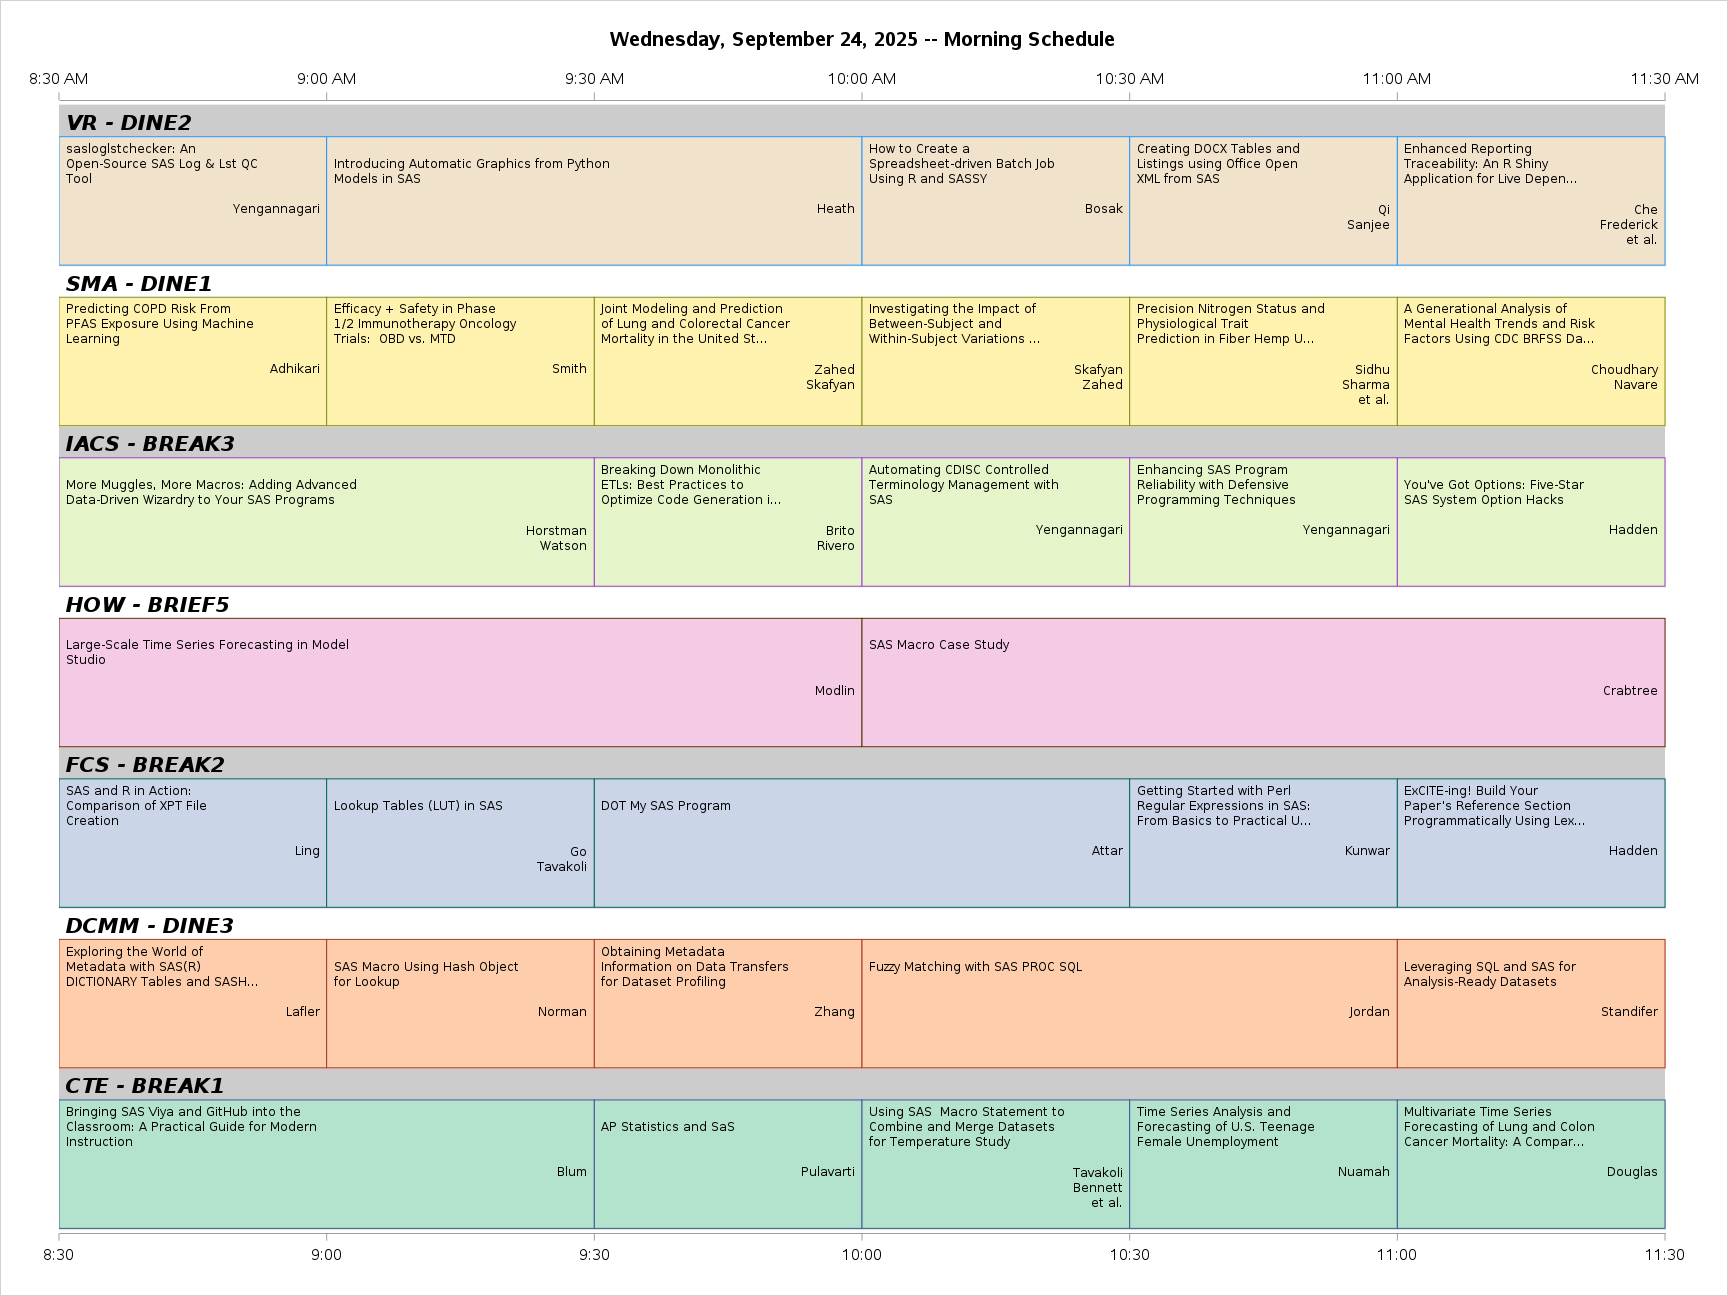 Wednesday, September 24, 2025 -- Morning Schedule
8:30 AM 9:00 AM 9:30 AM 10:00 AM 10:30 AM 11:00 AM 11:30 AM
VR - DINE2
sasloglstchecker: An
Open-Source SAS Log & Lst QC
Tool
Yengannagari
Introducing Automatic Graphics from Python
Models in SAS
Heath
How to Create a
Spreadsheet-driven Batch Job
Using R and SASSY
Bosak
Creating DOCX Tables and
Listings using Office Open
XML from SAS
Qi
Sanjee
Enhanced Reporting
Traceability: An R Shiny
Application for Live Depen...
Che
Frederick
et al.
SMA - DINE1
Predicting COPD Risk From
PFAS Exposure Using Machine
Learning
Adhikari
Efficacy + Safety in Phase
1/2 Immunotherapy Oncology
Trials:  OBD vs. MTD
Smith
Joint Modeling and Prediction
of Lung and Colorectal Cancer
Mortality in the United St...
Zahed
Skafyan
Investigating the Impact of
Between-Subject and
Within-Subject Variations ...
Skafyan
Zahed
Precision Nitrogen Status and
Physiological Trait
Prediction in Fiber Hemp U...
Sidhu
Sharma
et al.
A Generational Analysis of
Mental Health Trends and Risk
Factors Using CDC BRFSS Da...
Choudhary
Navare
IACS - BREAK3
More Muggles, More Macros: Adding Advanced
Data-Driven Wizardry to Your SAS Programs
Horstman
Watson
Breaking Down Monolithic
ETLs: Best Practices to
Optimize Code Generation i...
Brito
Rivero
Automating CDISC Controlled
Terminology Management with
SAS
Yengannagari
Enhancing SAS Program
Reliability with Defensive
Programming Techniques
Yengannagari
You've Got Options: Five-Star
SAS System Option Hacks
Hadden
HOW - BRIEF5
Large-Scale Time Series Forecasting in Model
Studio
Modlin
SAS Macro Case Study
Crabtree
FCS - BREAK2
SAS and R in Action:
Comparison of XPT File
Creation
Ling
Lookup Tables (LUT) in SAS
Go
Tavakoli
DOT My SAS Program
Attar
Getting Started with Perl
Regular Expressions in SAS:
From Basics to Practical U...
Kunwar
ExCITE-ing! Build Your
Paper's Reference Section
Programmatically Using Lex...
Hadden
DCMM - DINE3
Exploring the World of
Metadata with SAS(R)
DICTIONARY Tables and SASH...
Lafler
SAS Macro Using Hash Object
for Lookup
Norman
Obtaining Metadata
Information on Data Transfers
for Dataset Profiling
Zhang
Fuzzy Matching with SAS PROC SQL
Jordan
Leveraging SQL and SAS for
Analysis-Ready Datasets
Standifer
CTE - BREAK1
Bringing SAS Viya and GitHub into the
Classroom: A Practical Guide for Modern
Instruction
Blum
AP Statistics and SaS
Pulavarti
Using SAS  Macro Statement to
Combine and Merge Datasets
for Temperature Study
Tavakoli
Bennett
et al.
Time Series Analysis and
Forecasting of U.S. Teenage
Female Unemployment
Nuamah
Multivariate Time Series
Forecasting of Lung and Colon
Cancer Mortality: A Compar...
Douglas
8:30 9:00 9:30 10:00 10:30 11:00 11:30